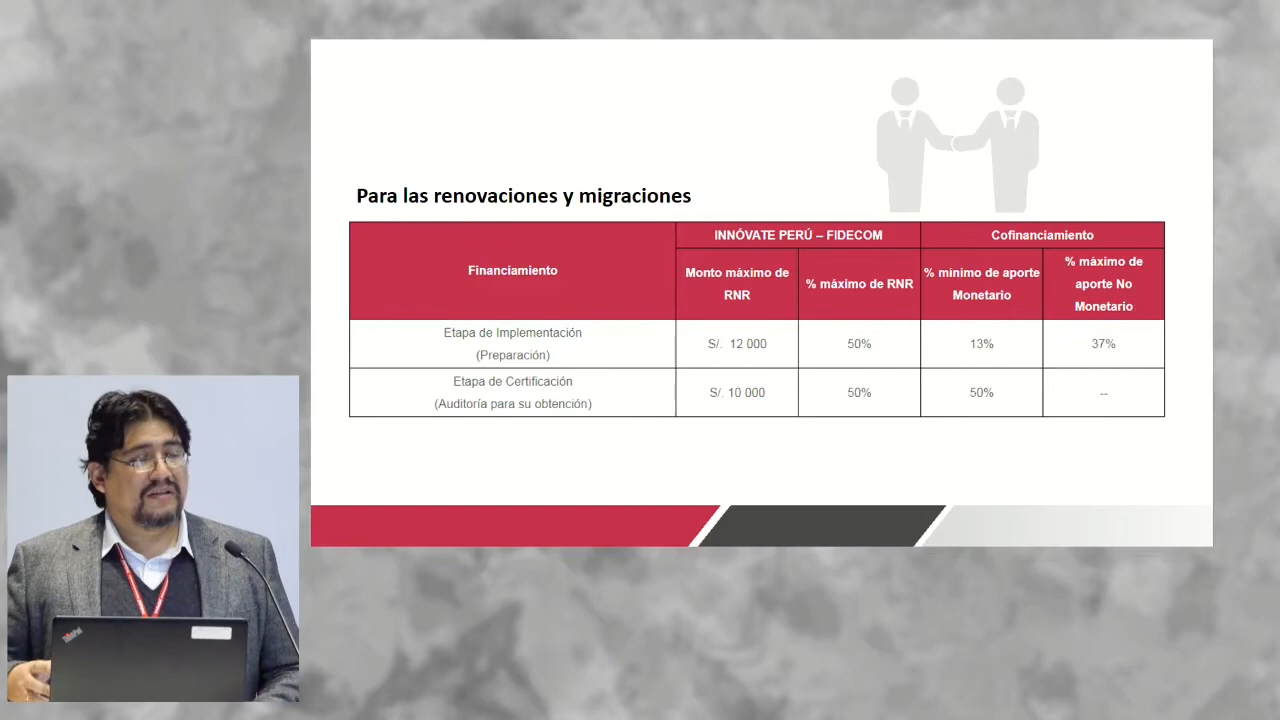 Para las renovaciones y migraciones
Financiamiento
INNÓVATE PERÚ – FIDECOM
Cofinanciamiento
Monto máximo de
RNR
% máximo de RNR
% mínimo de aporte
Monetario
% máximo de
aporte No
Monetario
Etapa de Implementación
(Preparación)
S/. 12 000
50%
13%
37%
Etapa de Certificación
(Auditoría para su obtención)
S/. 10 000
50%
50%
--
ThinkPad